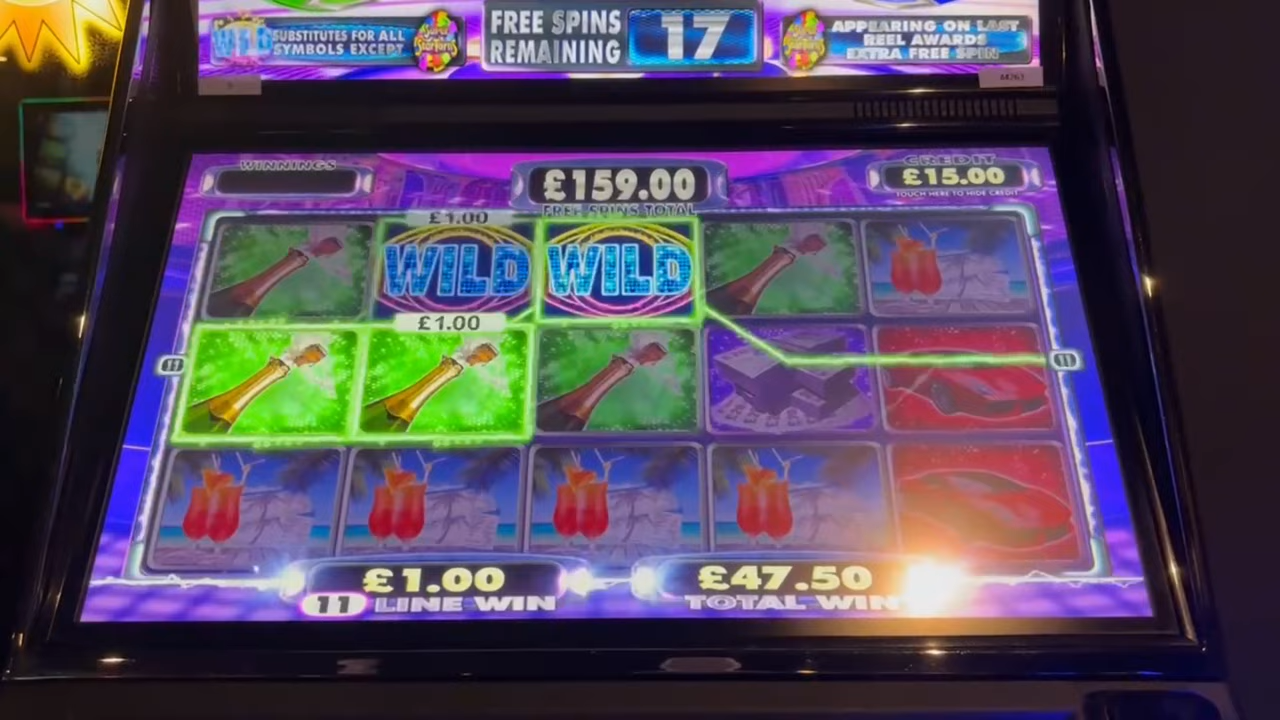 WILD SUBSTITUTES FOR ALL
SYMBOLS EXCEPT
FREE SPINS
REMAINING
17
APPEARING ON LAST
REEL AWARDS
EXTRA FREE SPIN
9
44263
WINNINGS
£159.00
FREE SPINS TOTAL
CREDIT
£15.00
TOUCH HERE TO HIDE CREDIT
£1.00
WILD
WILD
£1.00
11
11
£1.00
11 LINE WIN
£47.50
TOTAL WIN